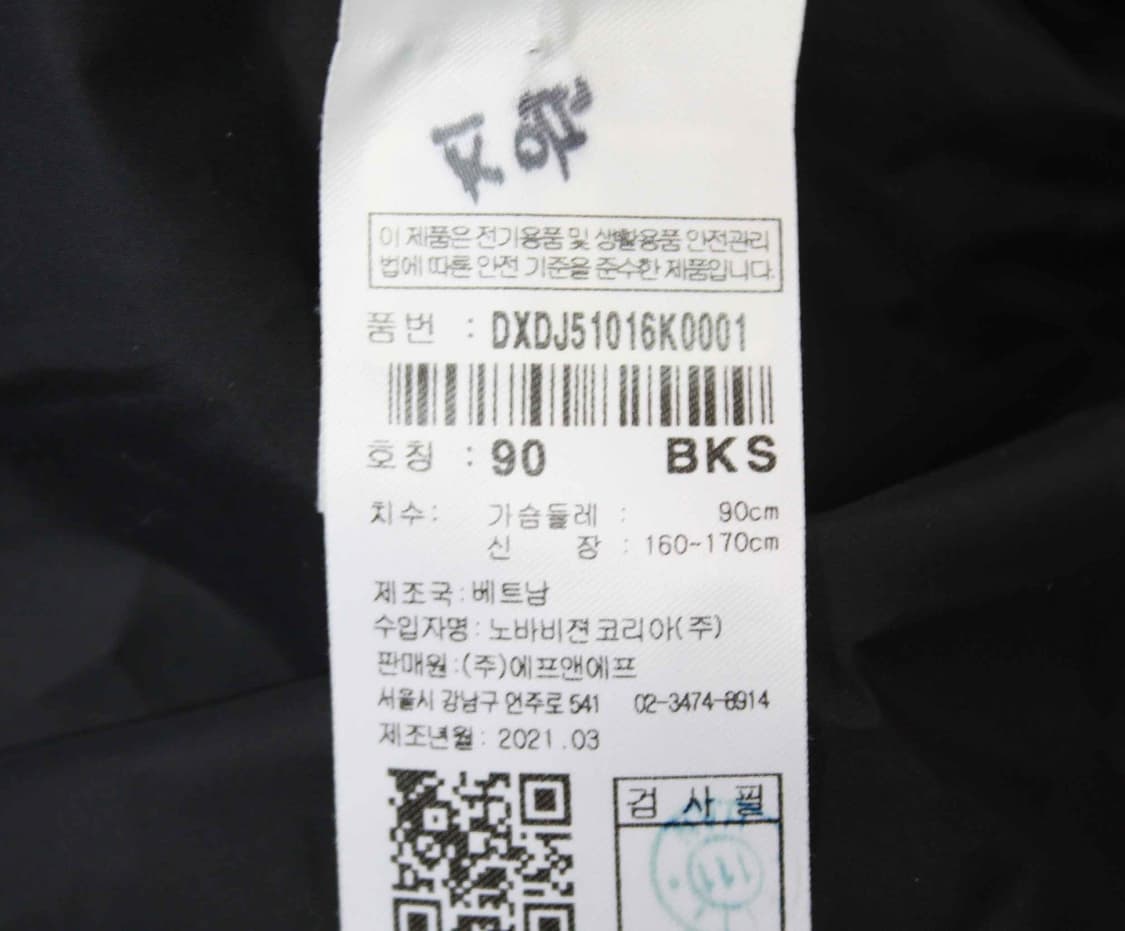 이 제품은 전기용품 및 생활용품 안전관리
법에 따른 안전 기준을 준수한 제품입니다.
품번 : DXDJ51016K0001
호칭 : 90 BKS
치수 : 가슴둘레 : 90cm
신 장 : 160~170cm
제조국 : 베트남
수입자명 : 노바비젼 코리아(주)
판매원 : (주)에프앤에프
서울시 강남구 언주로 541 02-3474-8914
제조년월 : 2021.03
검사필
111